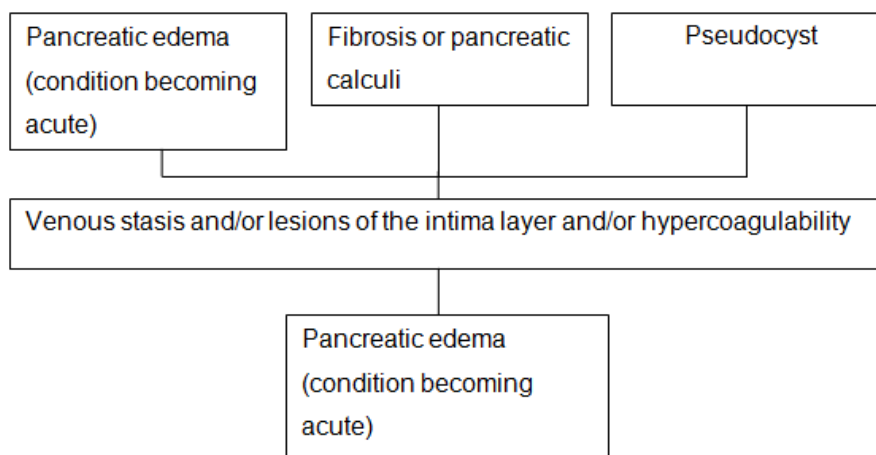 Pancreatic edema
(condition becoming
acute)
Fibrosis or pancreatic
calculi
Pseudocyst
Venous stasis and/or lesions of the intima layer and/or hypercoagulability
Pancreatic edema
(condition becoming
acute)